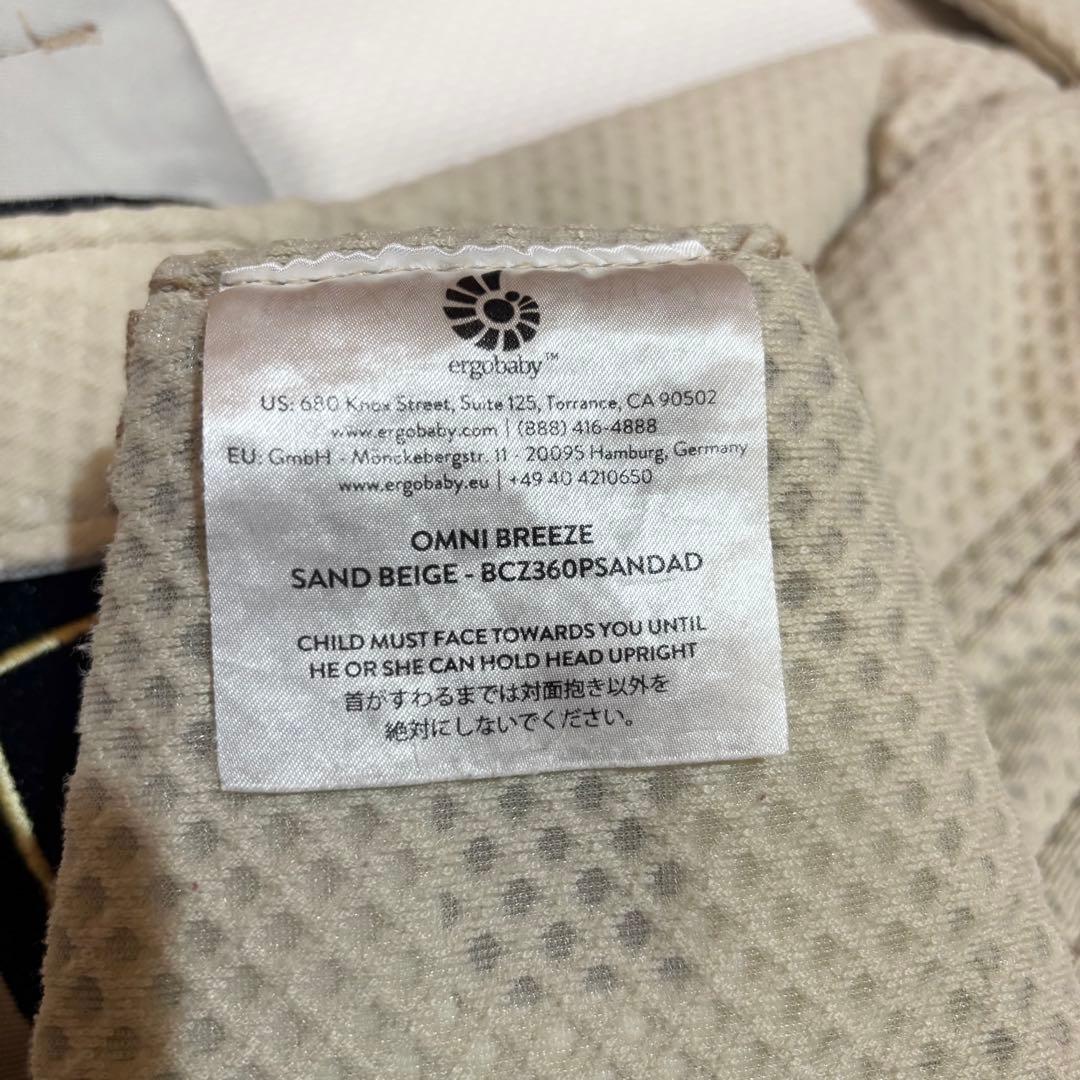 ergobaby™
US: 680 Knox Street, Suite 125, Torrance, CA 90502
www.ergobaby.com | (888) 416-4888
EU: GmbH - Mönckebergstr. 11 - 20095 Hamburg, Germany
www.ergobaby.eu | +49 40 4210650
OMNI BREEZE
SAND BEIGE - BCZ360PSANDAD
CHILD MUST FACE TOWARDS YOU UNTIL
HE OR SHE CAN HOLD HEAD UPRIGHT
首がすわるまでは対面抱き以外を
絶対にしないでください。